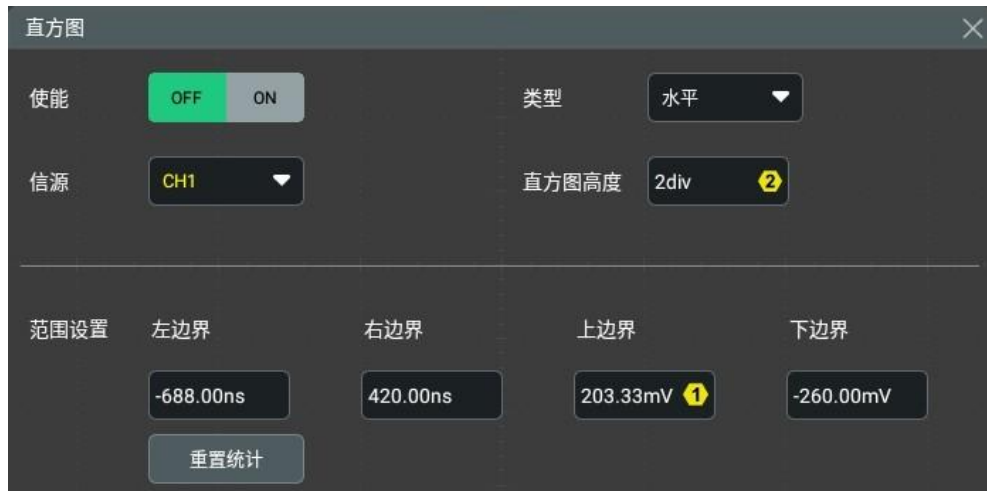 直方图
使能 OFF ON 类型 水平
信源 CH1 直方图高度 2div 2
范围设置 左边界 右边界 上边界 下边界
-688.00ns 420.00ns 203.33mV 1 -260.00mV
重置统计